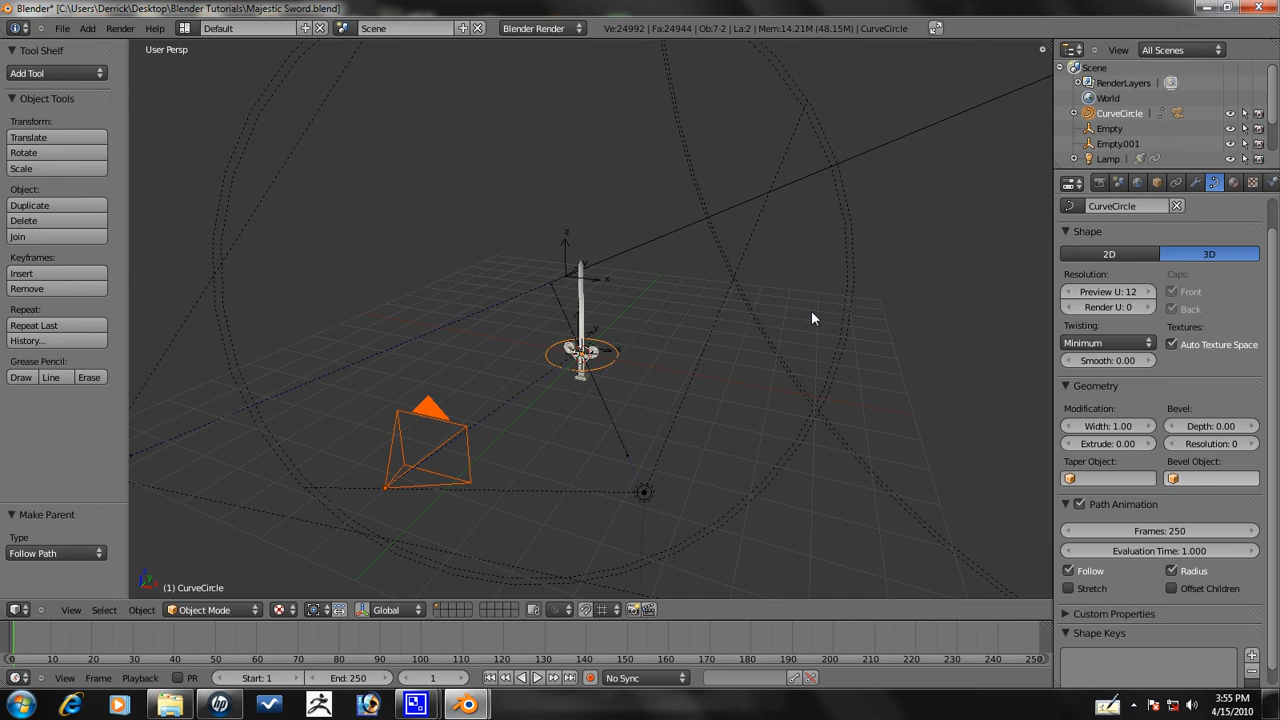 Blender* [C:\Users\Derrick\Desktop\Blender Tutorials\Majestic Sword.blend]
File Add Render Help Default Scene Blender Render Ve:24992 | Fa:24944 | Ob:7-2 | La:2 | Mem:14.21M (48.15M) | CurveCircle
Tool Shelf
Add Tool
Object Tools
Transform:
Translate
Rotate
Scale
Object:
Duplicate
Delete
Join
Keyframes:
Insert
Remove
Repeat:
Repeat Last
History...
Grease Pencil:
Draw Line Erase
Make Parent
Type
Follow Path
User Persp
z
x
y
x
(1) CurveCircle
View Select Object Object Mode Global
0 10 20 30 40 50 60 70 80 90 100 110 120 130 140 150 160 170 180 190 200 210 220 230 240 250
View Frame Playback PR Start: 1 End: 250 1 No Sync
View All Scenes
Scene
RenderLayers
World
CurveCircle
Empty
Empty.001
Lamp
CurveCircle
Shape
2D 3D
Resolution: Caps:
Preview U: 12 Front
Render U: 0 Back
Twisting: Textures:
Minimum Auto Texture Space
Smooth: 0.00
Geometry
Modification: Bevel:
Width: 1.00 Depth: 0.00
Extrude: 0.00 Resolution: 0
Taper Object: Bevel Object:
Path Animation
Frames: 250
Evaluation Time: 1.000
Follow Radius
Stretch Offset Children
Custom Properties
Shape Keys
3:55 PM
4/15/2010